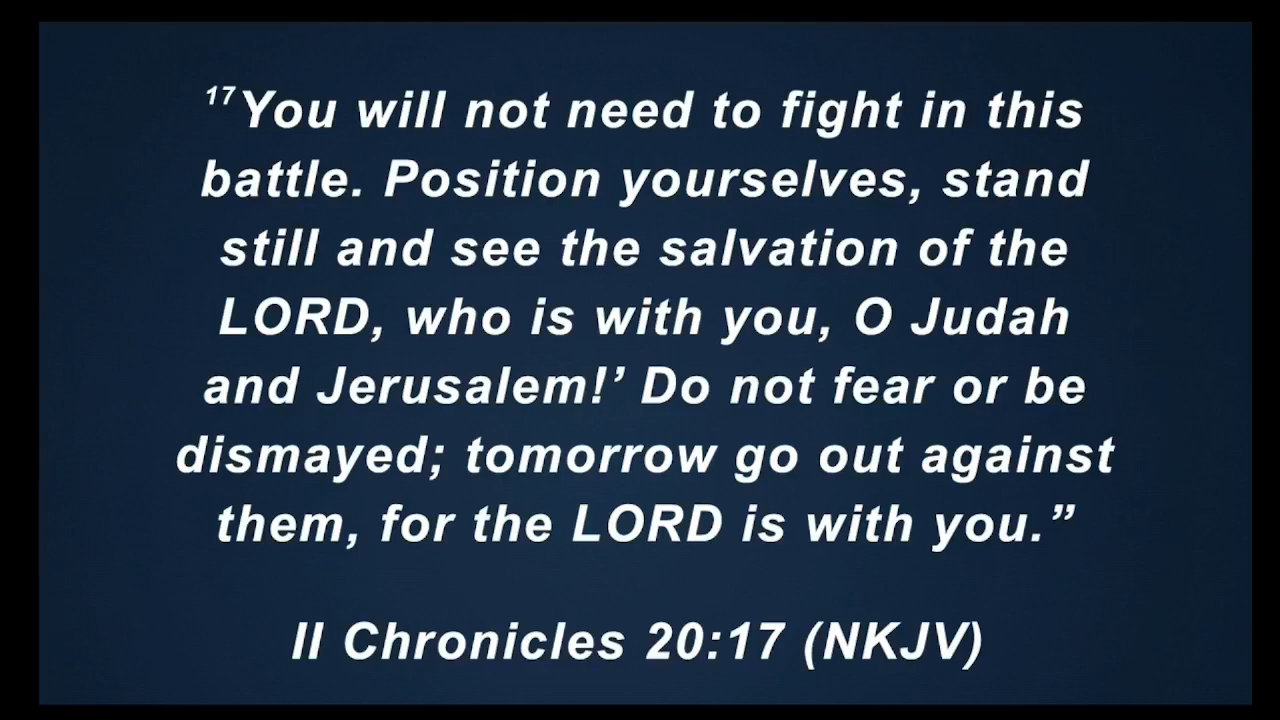 ¹⁷You will not need to fight in this
battle. Position yourselves, stand
still and see the salvation of the
LORD, who is with you, O Judah
and Jerusalem!’ Do not fear or be
dismayed; tomorrow go out against
them, for the LORD is with you.”
II Chronicles 20:17 (NKJV)